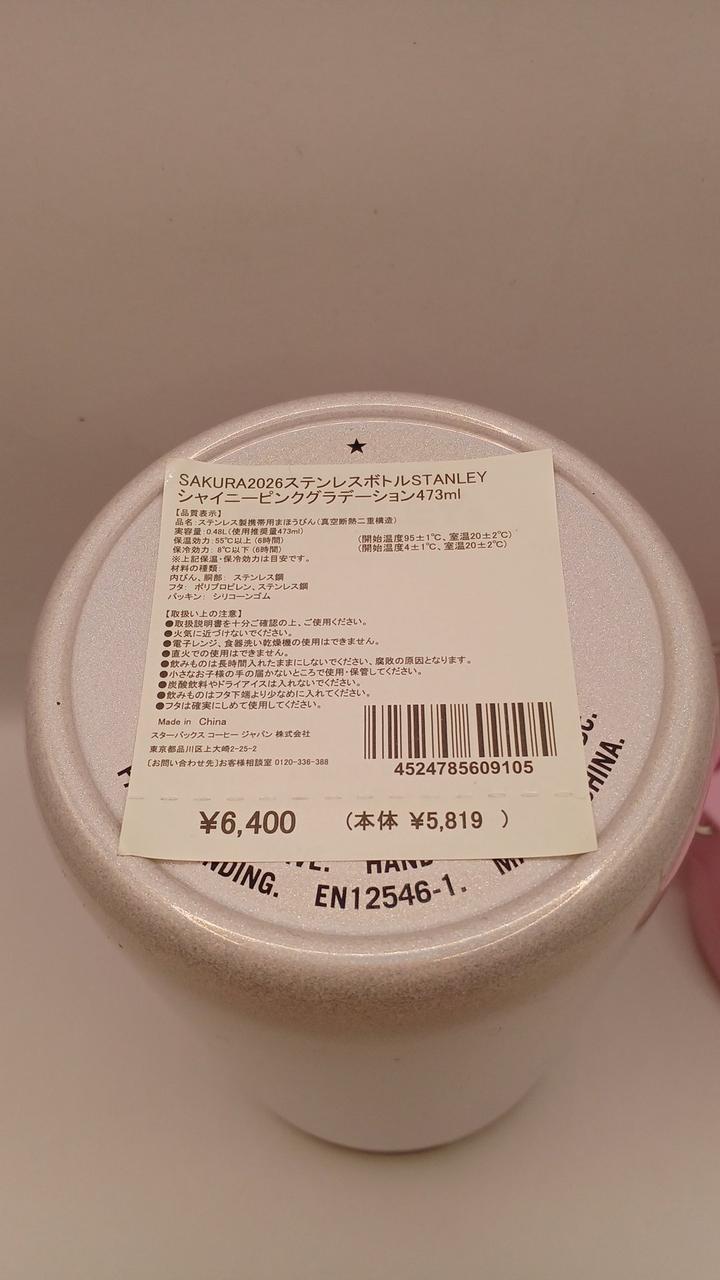 ★
SAKURA2026ステンレスボトルSTANLEY
シャイニーピンクグラデーション473ml
【品質表示】
品名:ステンレス製携帯用まほうびん(真空断熱二重構造)
実容量:0.48L(使用推奨量473ml)
保温効力:55℃以上(6時間) (開始温度95±1℃、室温20±2℃)
保冷効力: 8℃以下(6時間) (開始温度4±1℃、室温20±2℃)
※上記保温・保冷効力は目安です。
材料の種類:
内びん、胴部: ステンレス鋼
フタ: ポリプロピレン、ステンレス鋼
パッキン: シリコーンゴム
【取扱い上の注意】
●取扱説明書を十分ご確認の上、ご使用ください。
●火気に近づけないでください。
●電子レンジ、食器洗い乾燥機の使用はできません。
●直火での使用はできません。
●飲みものは長時間入れたままにしないでください、腐敗の原因となります。
●小さなお子様の手の届かないところで使用・保管してください。
●炭酸飲料やドライアイスは入れないでください。
●飲みものはフタ下端より少なめに入れてください。
●フタは確実にしめて使用してください。
Made in China
スターバックス コーヒー ジャパン 株式会社
東京都品川区上大崎2-25-2
[お問い合わせ先]お客様相談室 0120-336-388
4524785609105
¥6,400 (本体 ¥5,819 )
HAND
EN12546-1.